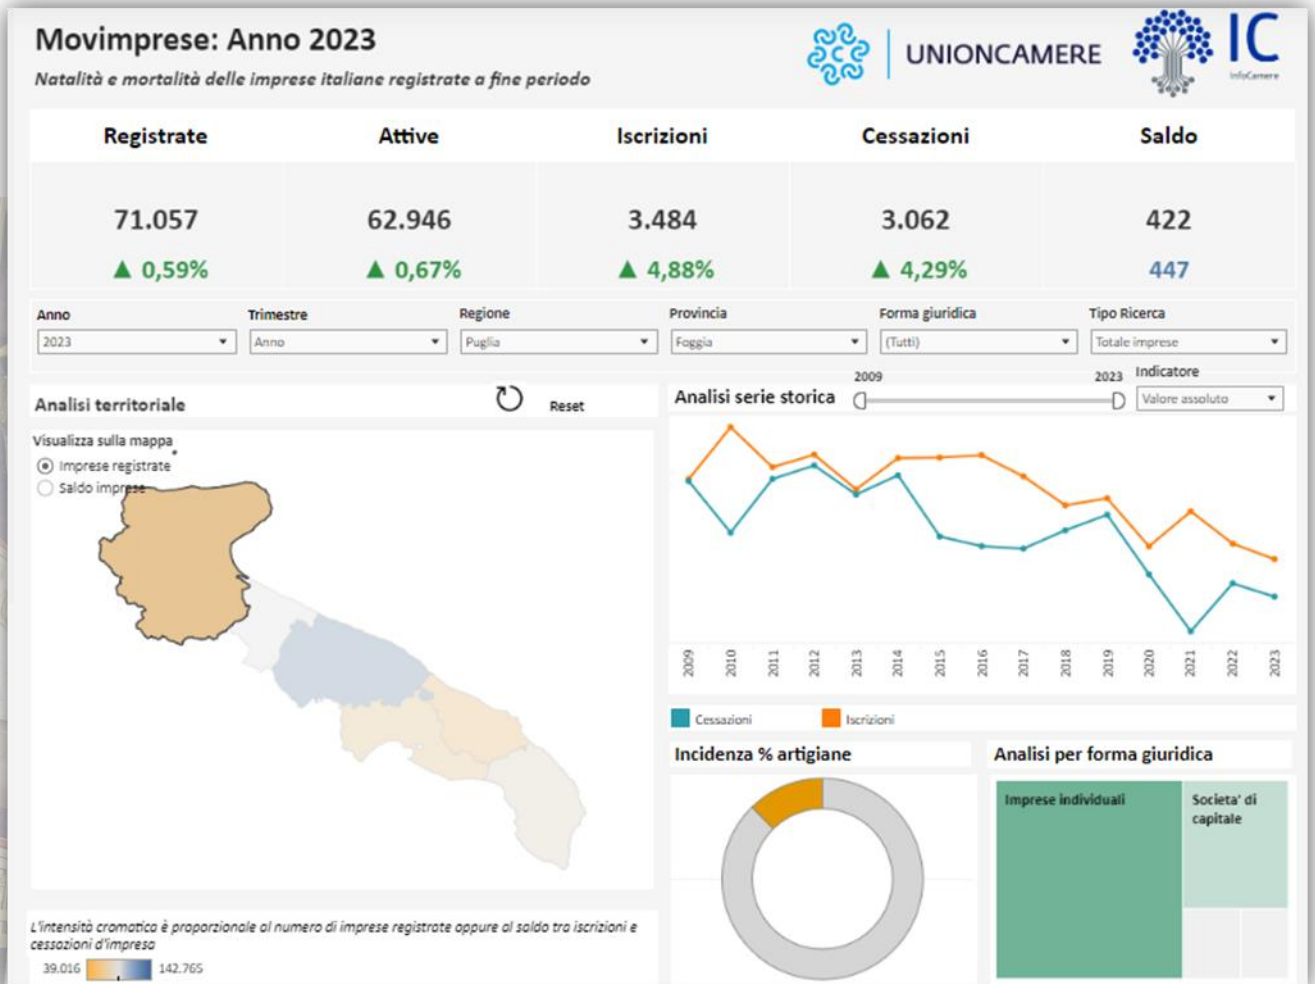 Movimprese: Anno 2023
Natalità e mortalità delle imprese italiane registrate a fine periodo
UNIONCAMERE
IC
InfoCamere
Registrate Attive Iscrizioni Cessazioni Saldo
71.057 62.946 3.484 3.062 422
▲ 0,59% ▲ 0,67% ▲ 4,88% ▲ 4,29% 447
Anno Trimestre Regione Provincia Forma giuridica Tipo Ricerca
2023 Anno Puglia Foggia (Tutti) Totale imprese
Analisi territoriale
Reset
Visualizza sulla mappa
Imprese registrate
Saldo imprese
L'intensità cromatica è proporzionale al numero di imprese registrate oppure al saldo tra iscrizioni e
cessazioni d'impresa
39.016 142.765
Analisi serie storica
2009 2023
Indicatore
Valore assoluto
2009 2010 2011 2012 2013 2014 2015 2016 2017 2018 2019 2020 2021 2022 2023
Cessazioni Iscrizioni
Incidenza % artigiane
Analisi per forma giuridica
Imprese individuali
Societa' di
capitale